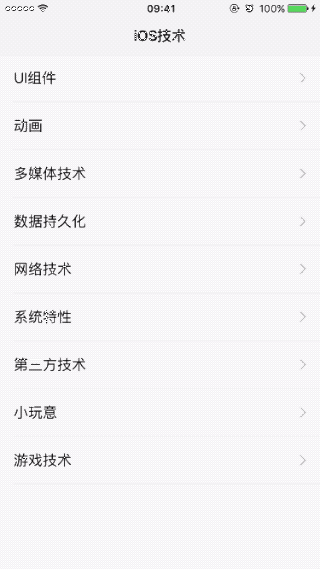 09:41
100%
iOS技术
UI组件
动画
多媒体技术
数据持久化
网络技术
系统特性
第三方技术
小玩意
游戏技术